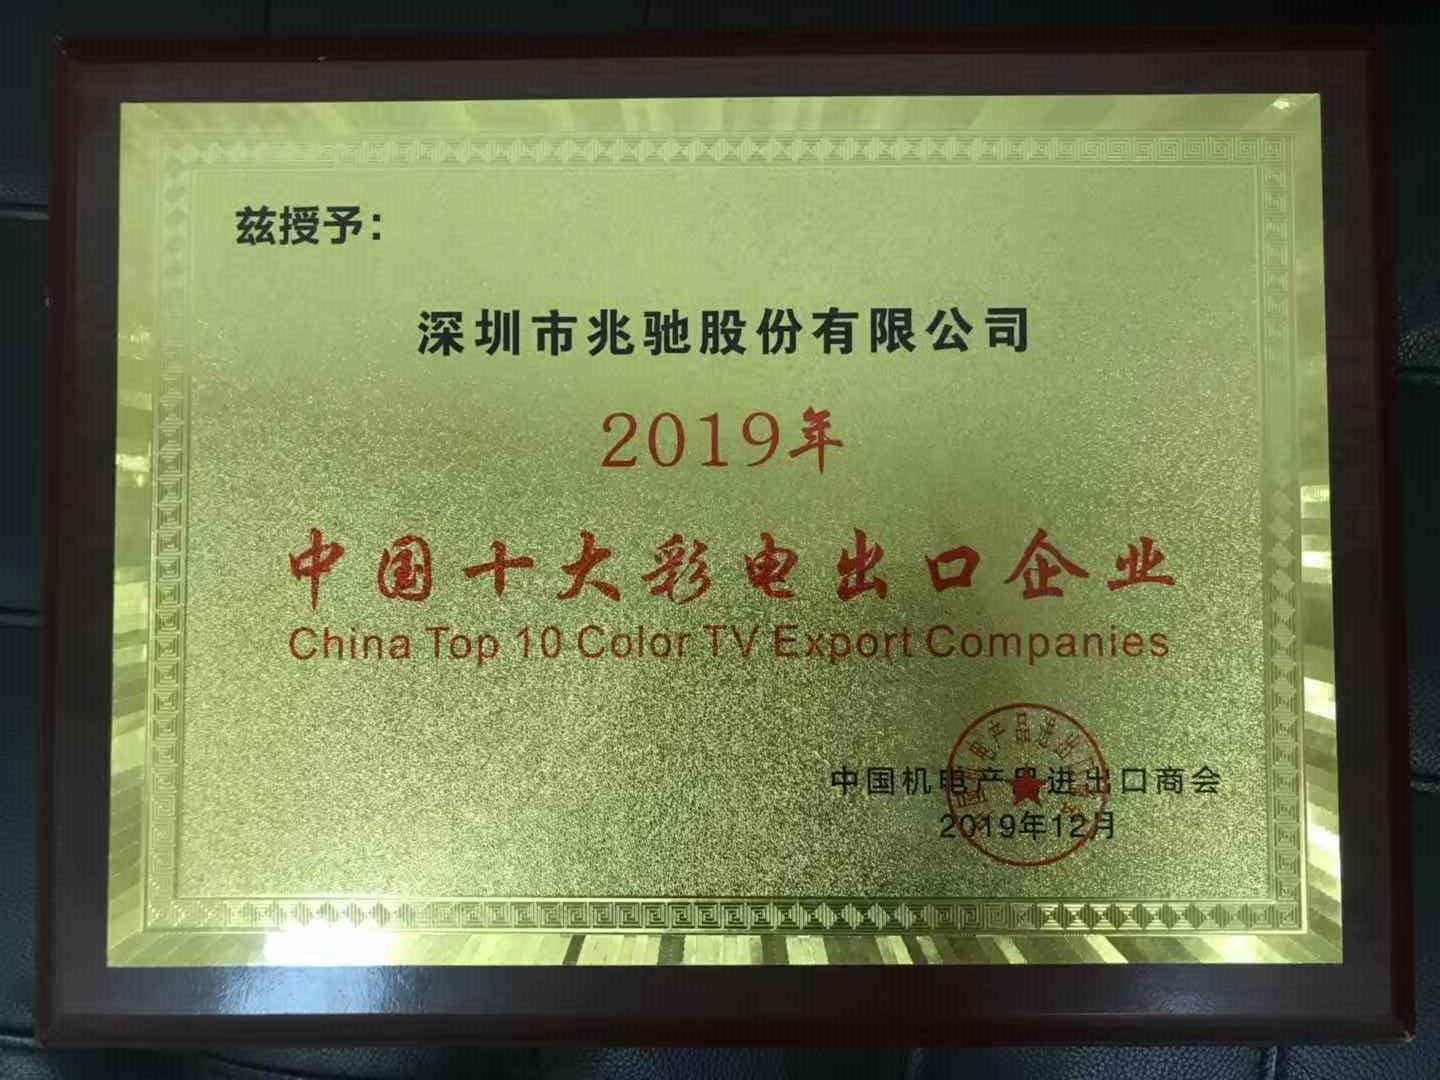 兹授予：
深圳市兆驰股份有限公司
2019年
中国十大彩电出口企业
China Top 10 Color TV Export Companies
中国机电产品进出口商会
2019年12月